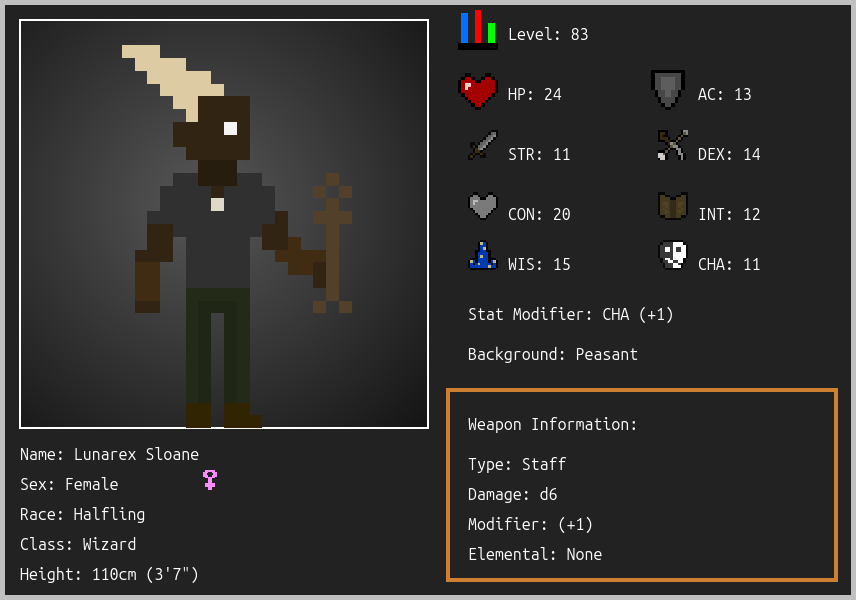 Level: 83
HP: 24
AC: 13
STR: 11
DEX: 14
CON: 20
INT: 12
WIS: 15
CHA: 11
Stat Modifier: CHA (+1)
Background: Peasant
Weapon Information:
Type: Staff
Damage: d6
Modifier: (+1)
Elemental: None
Name: Lunarex Sloane
Sex: Female
Race: Halfling
Class: Wizard
Height: 110cm (3'7")